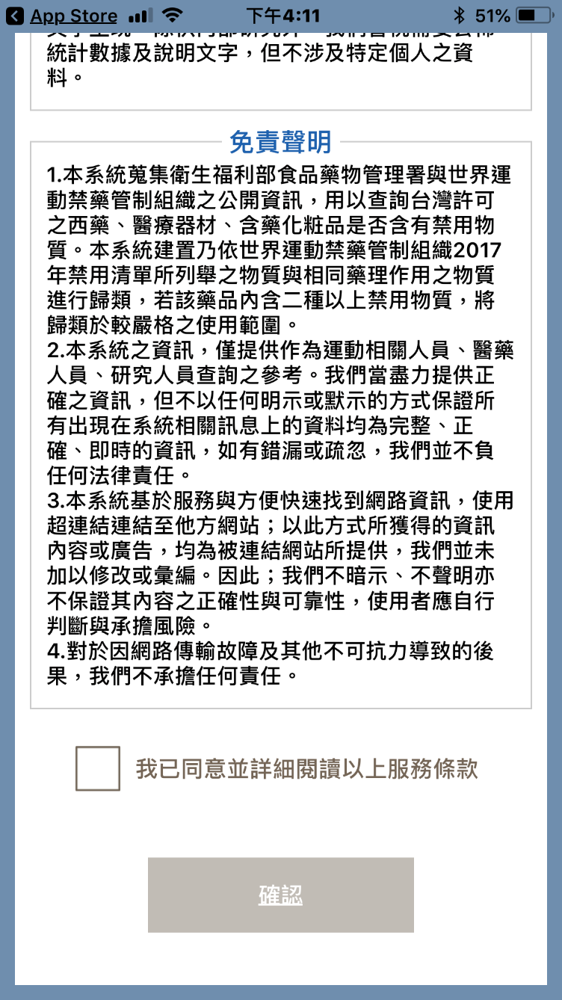 App Store
下午4:11
51%
統計數據及說明文字，但不涉及特定個人之資
料。
免責聲明
1.本系統蒐集衛生福利部食品藥物管理署與世界運
動禁藥管制組織之公開資訊，用以查詢台灣許可
之西藥、醫療器材、含藥化粧品是否含有禁用物
質。本系統建置乃依世界運動禁藥管制組織2017
年禁用清單所列舉之物質與相同藥理作用之物質
進行歸類，若該藥品內含二種以上禁用物質，將
歸類於較嚴格之使用範圍。
2.本系統之資訊，僅提供作為運動相關人員、醫藥
人員、研究人員查詢之參考。我們當盡力提供正
確之資訊，但不以任何明示或默示的方式保證所
有出現在系統相關訊息上的資料均為完整、正
確、即時的資訊，如有錯漏或疏忽，我們並不負
任何法律責任。
3.本系統基於服務與方便快速找到網路資訊，使用
超連結連結至他方網站；以此方式所獲得的資訊
內容或廣告，均為被連結網站所提供，我們並未
加以修改或彙編。因此；我們不暗示、不聲明亦
不保證其內容之正確性與可靠性，使用者應自行
判斷與承擔風險。
4.對於因網路傳輸故障及其他不可抗力導致的後
果，我們不承擔任何責任。
我已同意並詳細閱讀以上服務條款
確認